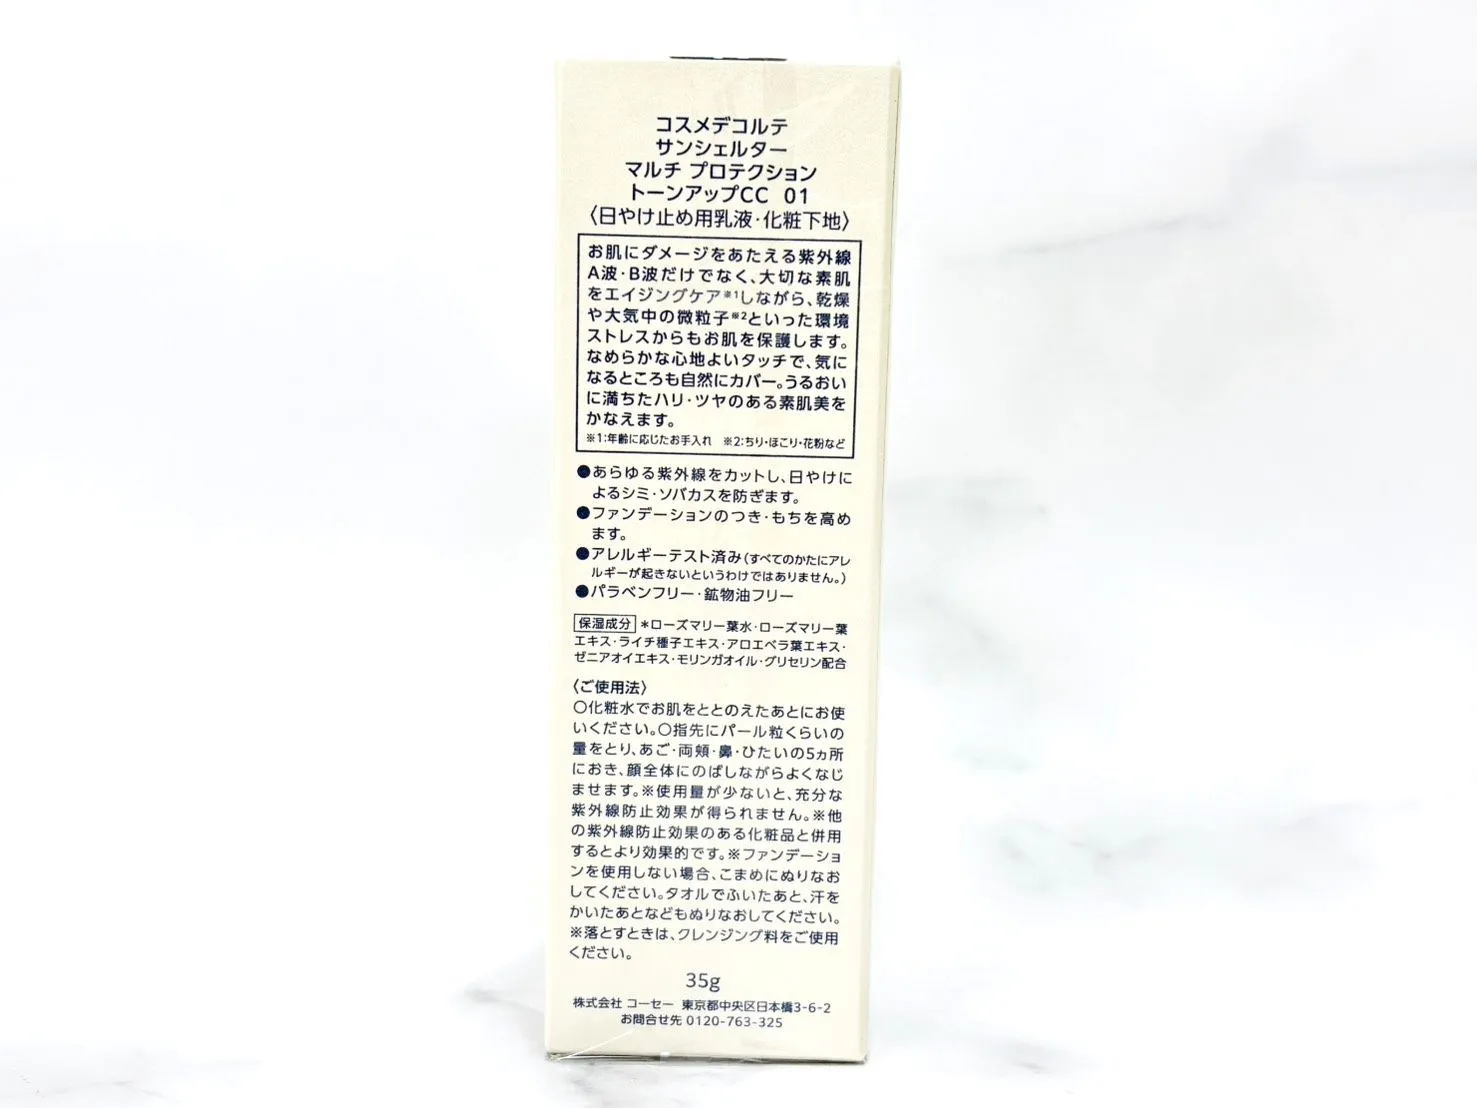 コスメデコルテ
サンシェルター
マルチ プロテクション
トーンアップCC 01
〈日やけ止め用乳液・化粧下地〉
お肌にダメージをあたえる紫外線
A波・B波だけでなく、大切な素肌
をエイジングケア※1しながら、乾燥
や大気中の微粒子※2といった環境
ストレスからもお肌を保護します。
なめらかな心地よいタッチで、気に
なるところも自然にカバー。うるおい
に満ちたハリ・ツヤのある素肌美を
かなえます。
※1:年齢に応じたお手入れ ※2:ちり・ほこり・花粉など
●あらゆる紫外線をカットし、日やけに
よるシミ・ソバカスを防ぎます。
●ファンデーションのつき・もちを高め
ます。
●アレルギーテスト済み(すべてのかたにアレ
ルギーが起きないというわけではありません。)
●パラベンフリー・鉱物油フリー
保湿成分 *ローズマリー葉水・ローズマリー葉
エキス・ライチ種子エキス・アロエベラ葉エキス・
ゼニアオイエキス・モリンガオイル・グリセリン配合
〈ご使用法〉
○化粧水でお肌をととのえたあとにお使
いください。○指先にパール粒くらいの
量をとり、あご・両頬・鼻・ひたいの5ヵ所
におき、顔全体にのばしながらよくなじ
ませます。※使用量が少ないと、充分な
紫外線防止効果が得られません。※他
の紫外線防止効果のある化粧品と併用
するとより効果的です。※ファンデーショ
ンを使用しない場合、こまめにぬりなお
してください。タオルでふいたあと、汗を
かいたあとなどもぬりなおしてください。
※落とすときは、クレンジング料をご使用
ください。
35g
株式会社 コーセー 東京都中央区日本橋3-6-2
お問合せ先 0120-763-325